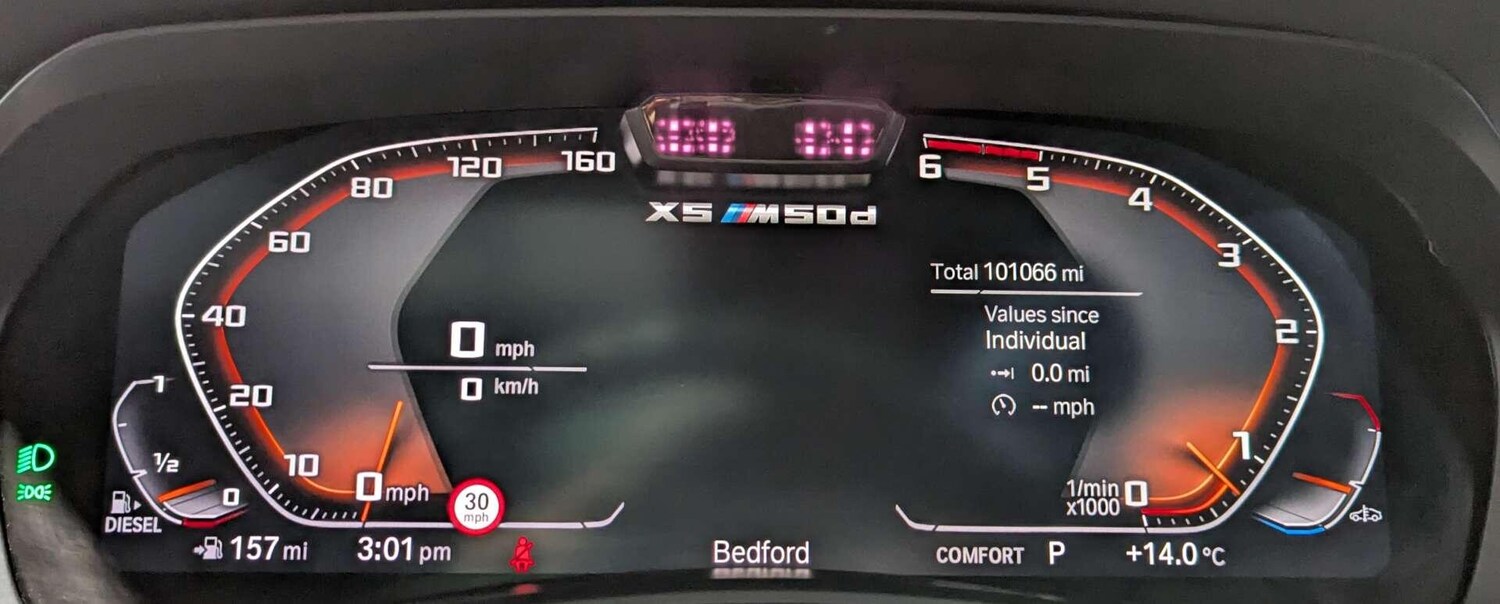 X5 M50d
160
120
80
60
40
20
10
0 mph
0 mph
0 km/h
30
mph
1
1/2
0
DIESEL
157 mi
3:01 pm
Bedford
6
5
4
3
2
1
0
1/min
x1000
Total 101066 mi
Values since
Individual
0.0 mi
-- mph
COMFORT P
+14.0 °C